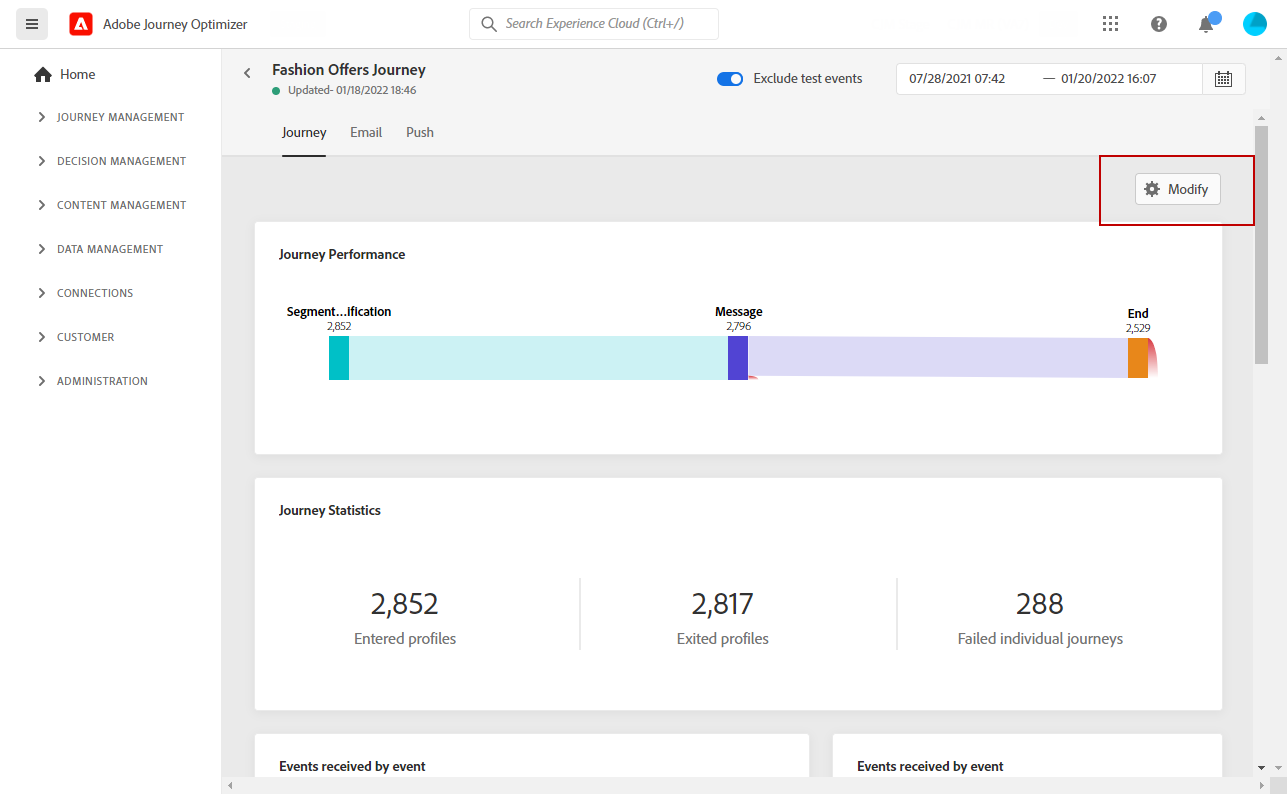 Adobe Journey Optimizer
Search Experience Cloud (Ctrl+/)
Home
JOURNEY MANAGEMENT
DECISION MANAGEMENT
CONTENT MANAGEMENT
DATA MANAGEMENT
CONNECTIONS
CUSTOMER
ADMINISTRATION
Fashion Offers Journey
Updated- 01/18/2022 18:46
Exclude test events
07/28/2021 07:42 — 01/20/2022 16:07
Journey Email Push
Modify
Journey Performance
Segment...ification
2,852
Message
2,796
End
2,529
Journey Statistics
2,852
Entered profiles
2,817
Exited profiles
288
Failed individual journeys
Events received by event
Events received by event